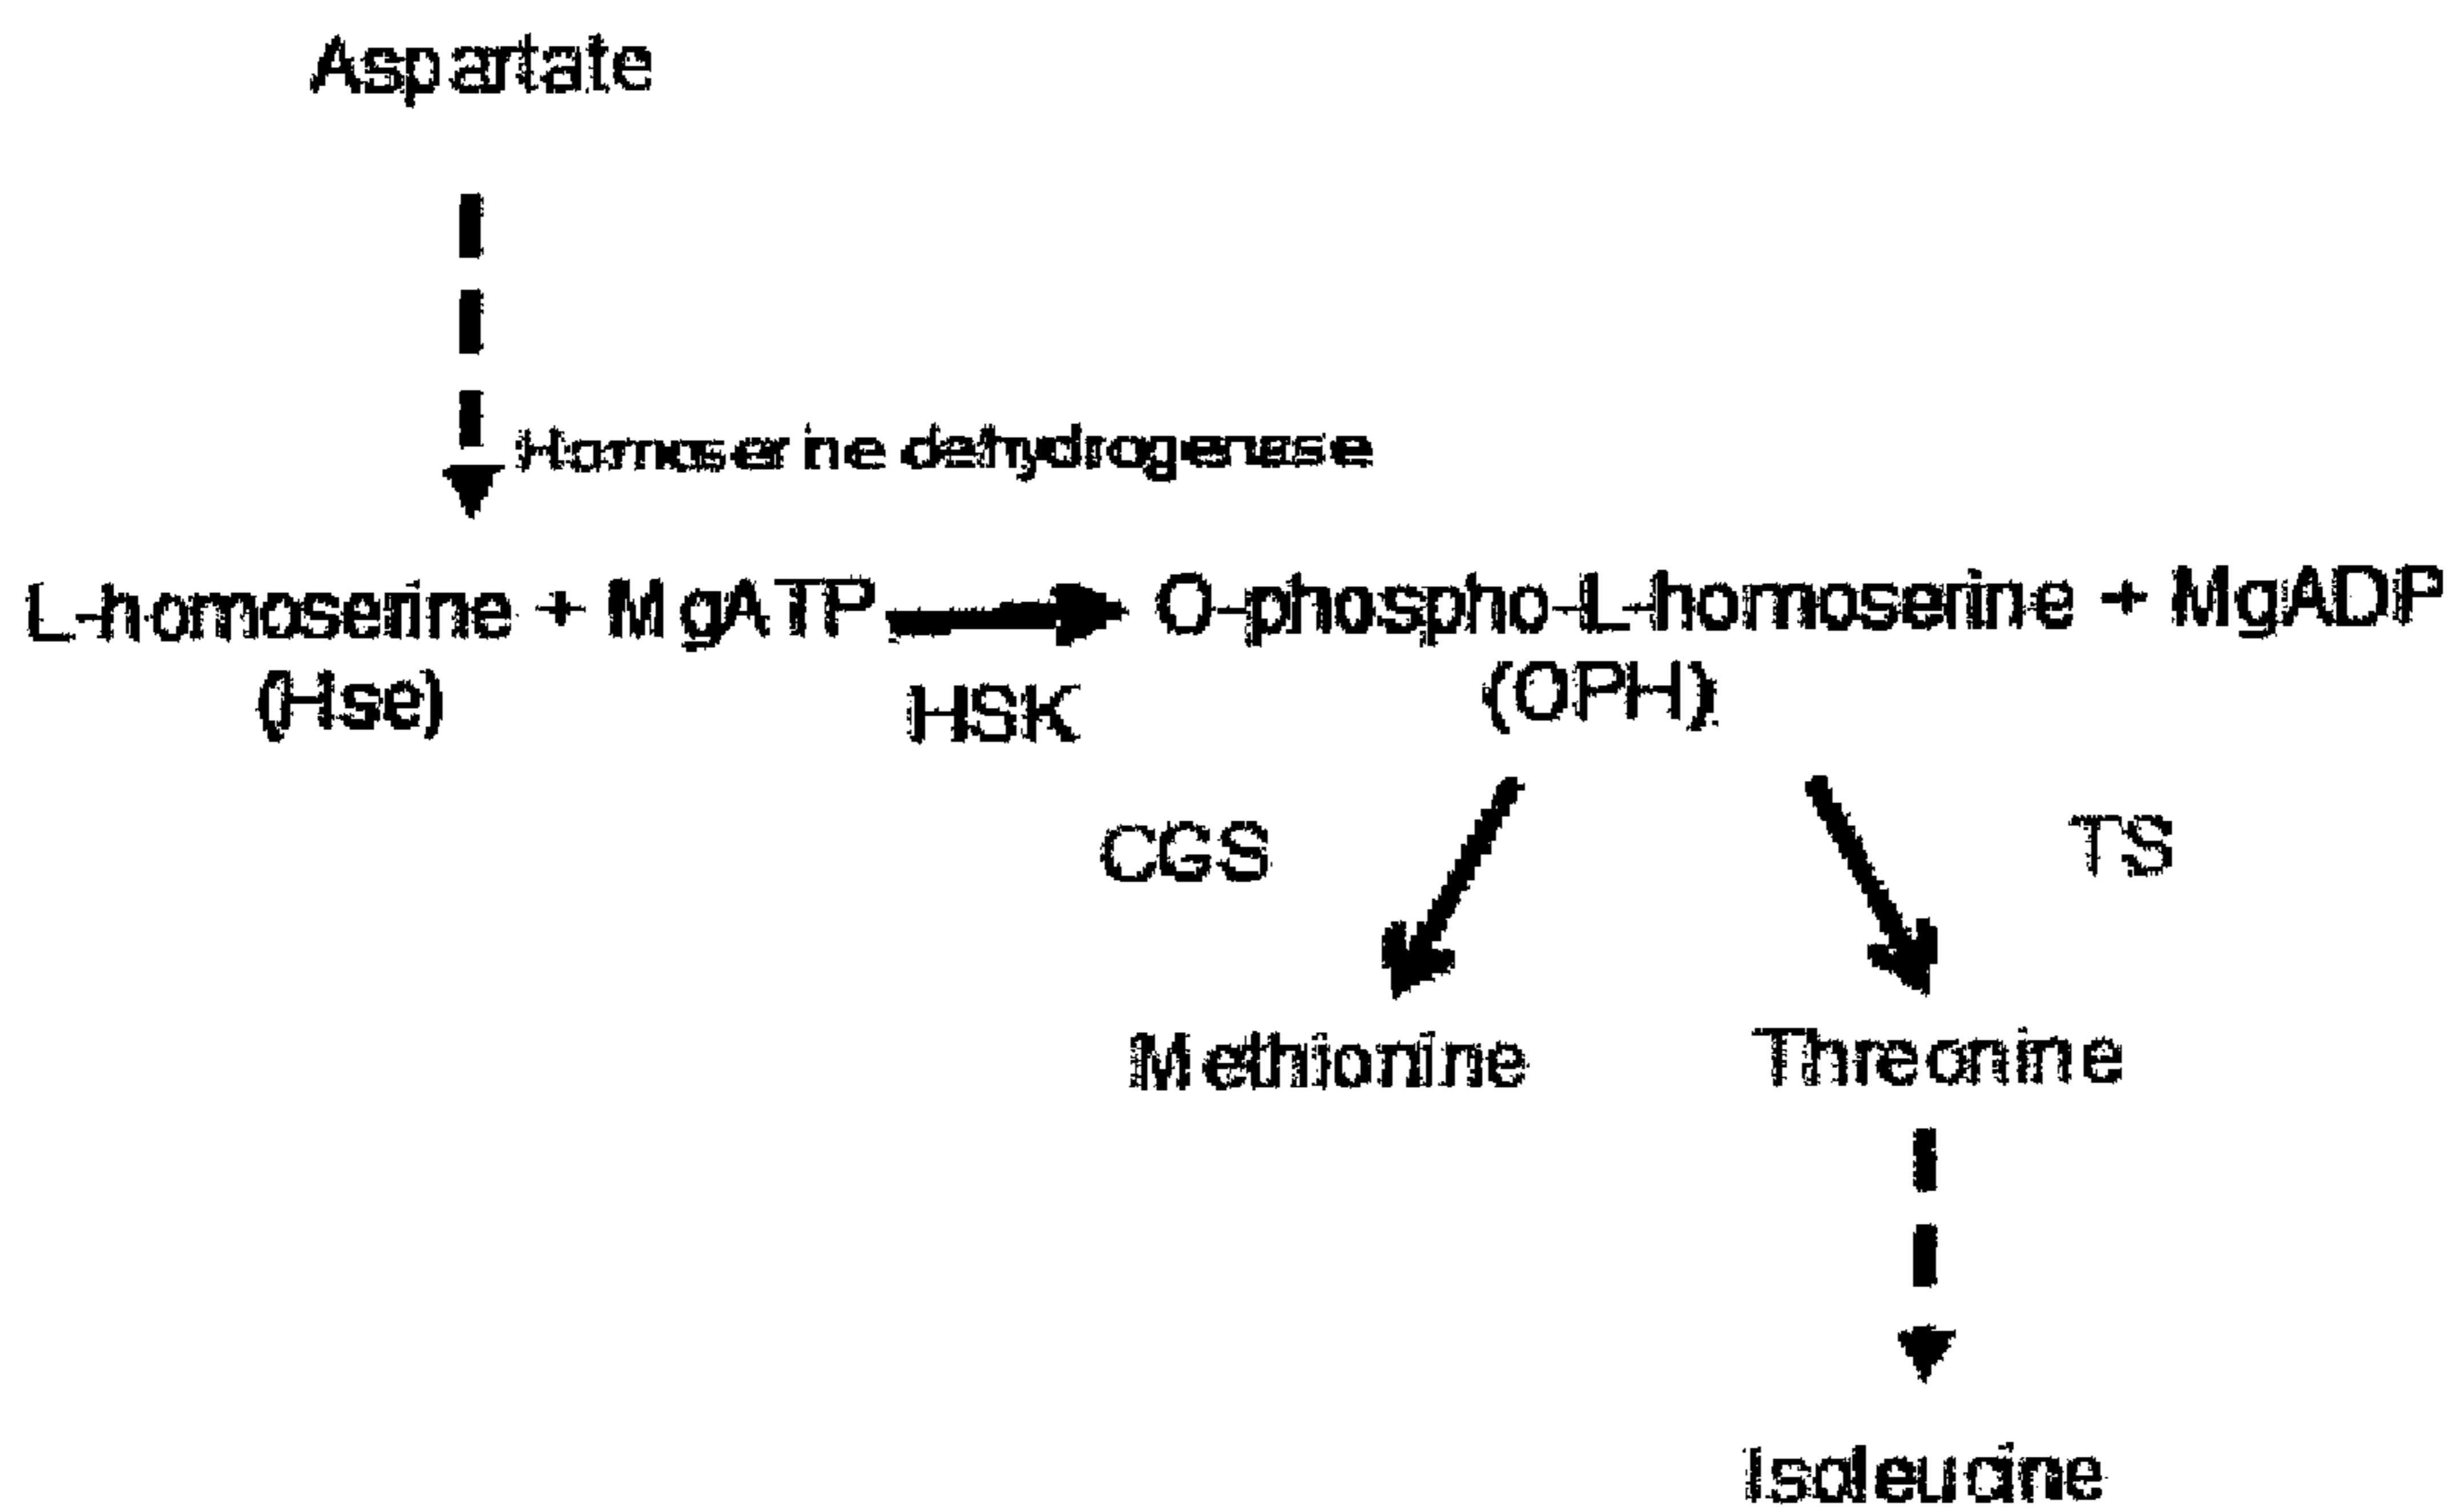 Aspartate
Homoserine dehydrogenase
L-homoserine + MgATP O-phospho-L-homoserine + MgADP
(Hse) HSK (OPH)
CGS TS
Methionine Threonine
Isoleucine